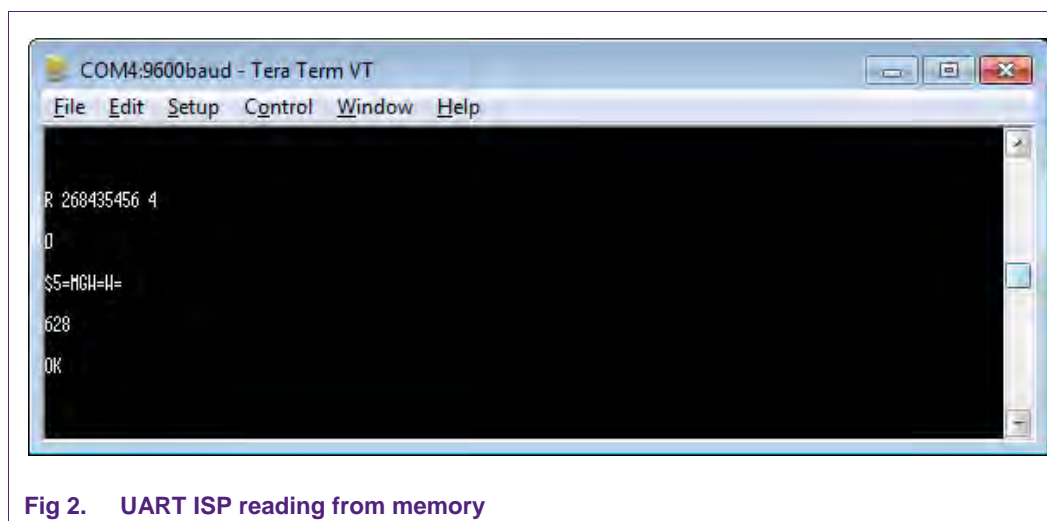 COM4:9600baud - Tera Term VT
File Edit Setup Control Window Help
R 268435456 4
0
$5=MGW=W=
628
OK
Fig 2. UART ISP reading from memory